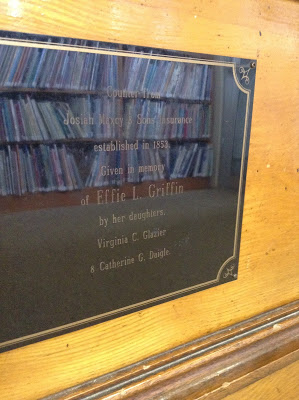 Counter from
Josiah Maxcy & Sons Insurance
established in 1853.
Given in memory
of Effie L. Griffin
by her daughters.
Virginia C. Glazier
& Catherine G. Daigle.